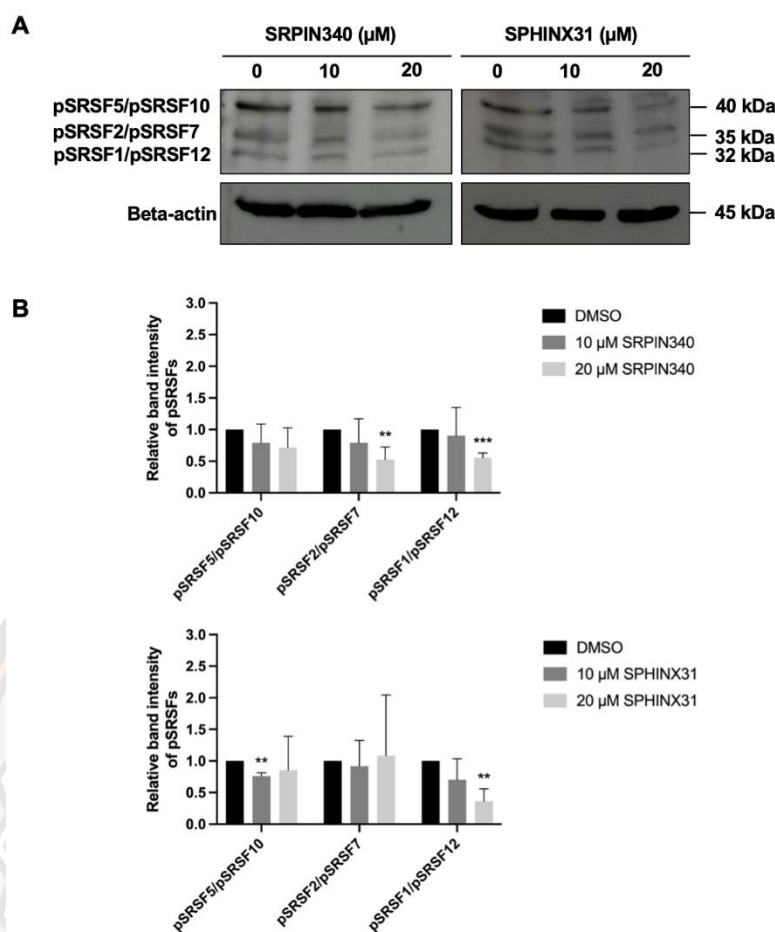 A
SRPIN340 (µM)
SPHINX31 (µM)
0 10 20
0 10 20
pSRSF5/pSRSF10
40 kDa
pSRSF2/pSRSF7
35 kDa
pSRSF1/pSRSF12
32 kDa
Beta-actin
45 kDa
B
Relative band intensity
of pSRSFs
3.0
2.5
2.0
1.5
1.0
0.5
0.0
** ***
pSRSF5/pSRSF10
pSRSF2/pSRSF7
pSRSF1/pSRSF12
DMSO
10 µM SRPIN340
20 µM SRPIN340
Relative band intensity
of pSRSFs
3.0
2.5
2.0
1.5
1.0
0.5
0.0
** **
pSRSF5/pSRSF10
pSRSF2/pSRSF7
pSRSF1/pSRSF12
DMSO
10 µM SPHINX31
20 µM SPHINX31